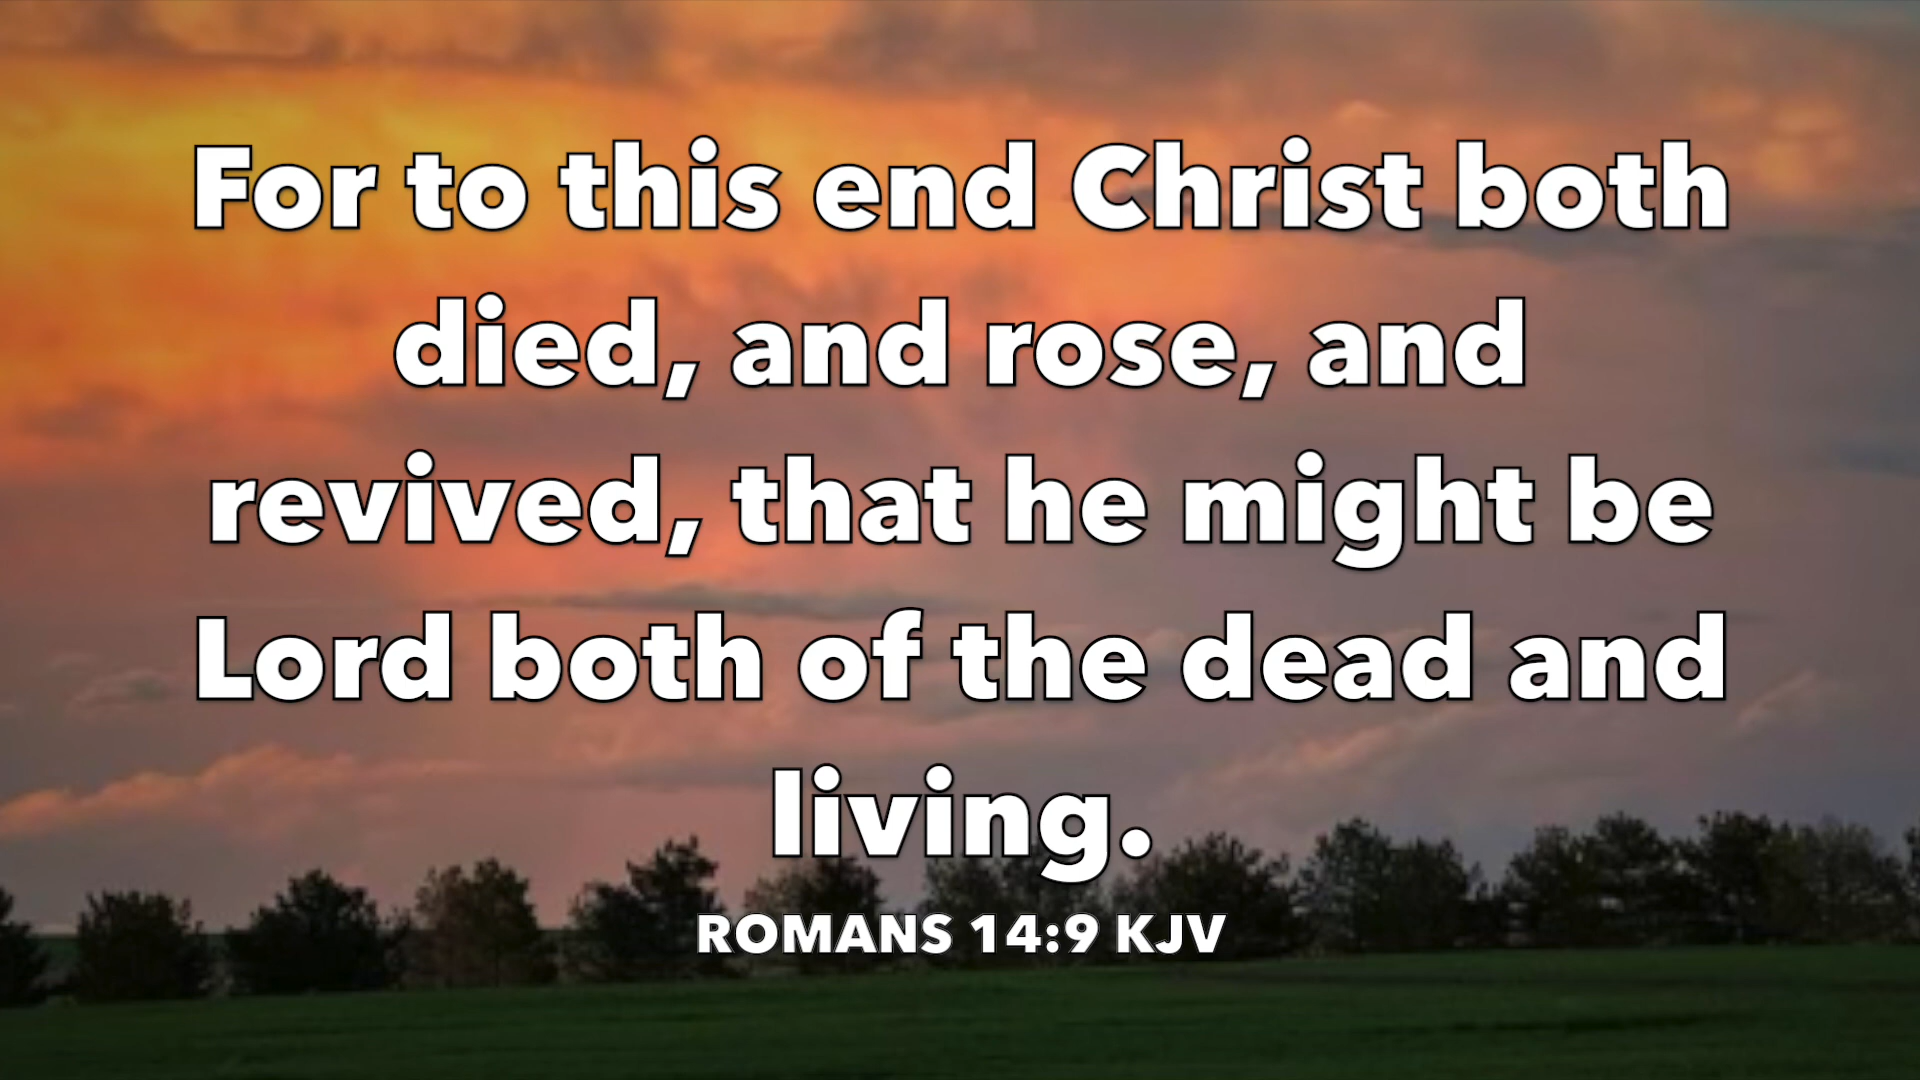 For to this end Christ both
died, and rose, and
revived, that he might be
Lord both of the dead and
living.
ROMANS 14:9 KJV